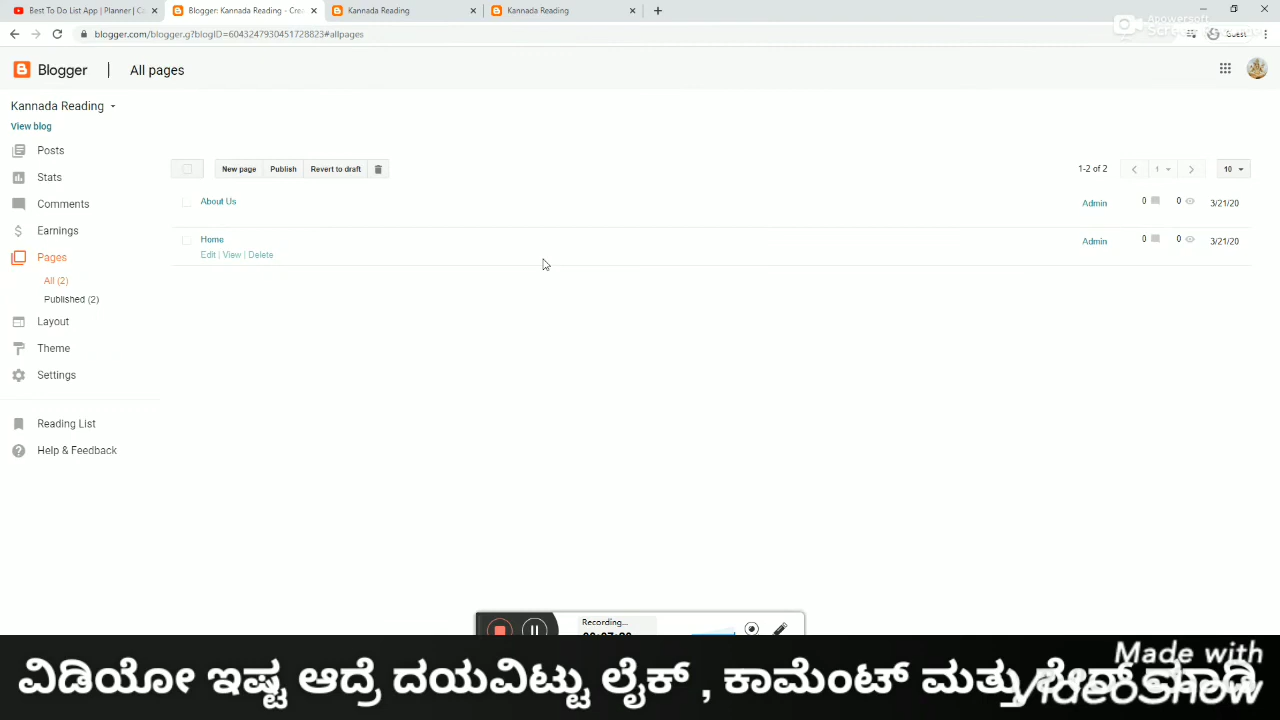 Best To Do List App | Planner | C
Blogger: Kannada Reading - Crea
Kannada Reading
Kannada Reading
blogger.com/blogger.g?blogID=6043247930451728823#allpages
Apowersoft
Blogger | All pages
Kannada Reading
View blog
Posts
Stats
Comments
Earnings
Pages
All (2)
Published (2)
Layout
Theme
Settings
Reading List
Help & Feedback
New page Publish Revert to draft
1-2 of 2 1 10
About Us Admin 0 0 3/21/20
Home Admin 0 0 3/21/20
Edit | View | Delete
Recording...
Made with
VideoShow
ವಿಡಿಯೋ ಇಷ್ಟ ಆದ್ರೆ ದಯವಿಟ್ಟು ಲೈಕ್ , ಕಾಮೆಂಟ್ ಮತ್ತು